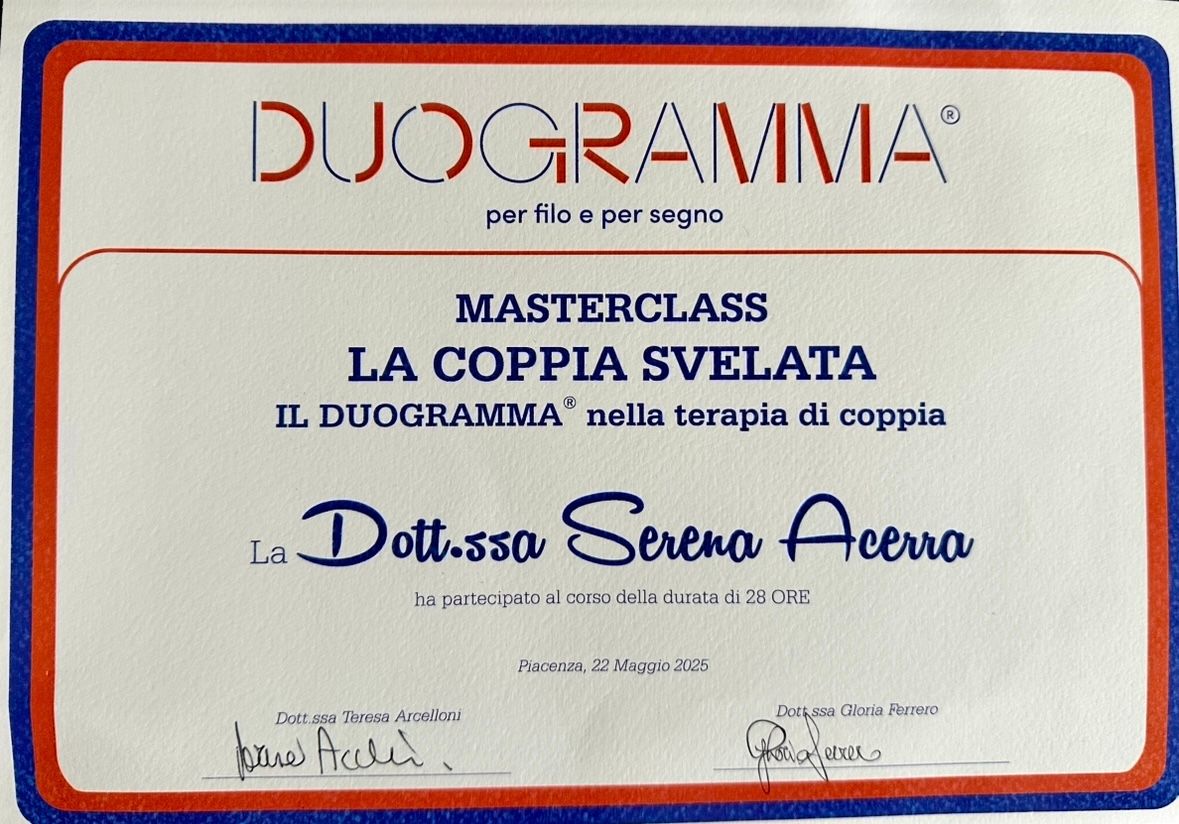 DUOGRAMMA®
per filo e per segno
MASTERCLASS
LA COPPIA SVELATA
IL DUOGRAMMA® nella terapia di coppia
La Dott.ssa Serena Acerra
ha partecipato al corso della durata di 28 ORE
Piacenza, 22 Maggio 2025
Dott.ssa Teresa Arcelloni
Dott.ssa Gloria Ferrero